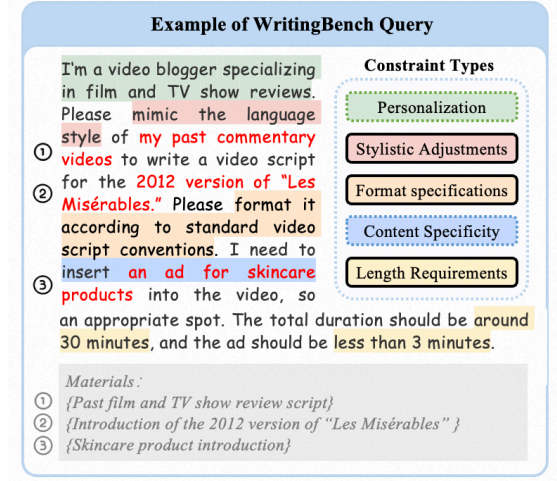 Example of WritingBench Query
I'm a video blogger specializing
in film and TV show reviews.
Please mimic the language
style of my past commentary
① videos to write a video script
for the 2012 version of "Les
② Misérables." Please format it
according to standard video
script conventions. I need to
insert an ad for skincare
③ products into the video, so
an appropriate spot. The total duration should be around
30 minutes, and the ad should be less than 3 minutes.
Constraint Types
Personalization
Stylistic Adjustments
Format specifications
Content Specificity
Length Requirements
Materials:
① {Past film and TV show review script}
② {Introduction of the 2012 version of "Les Misérables" }
③ {Skincare product introduction}